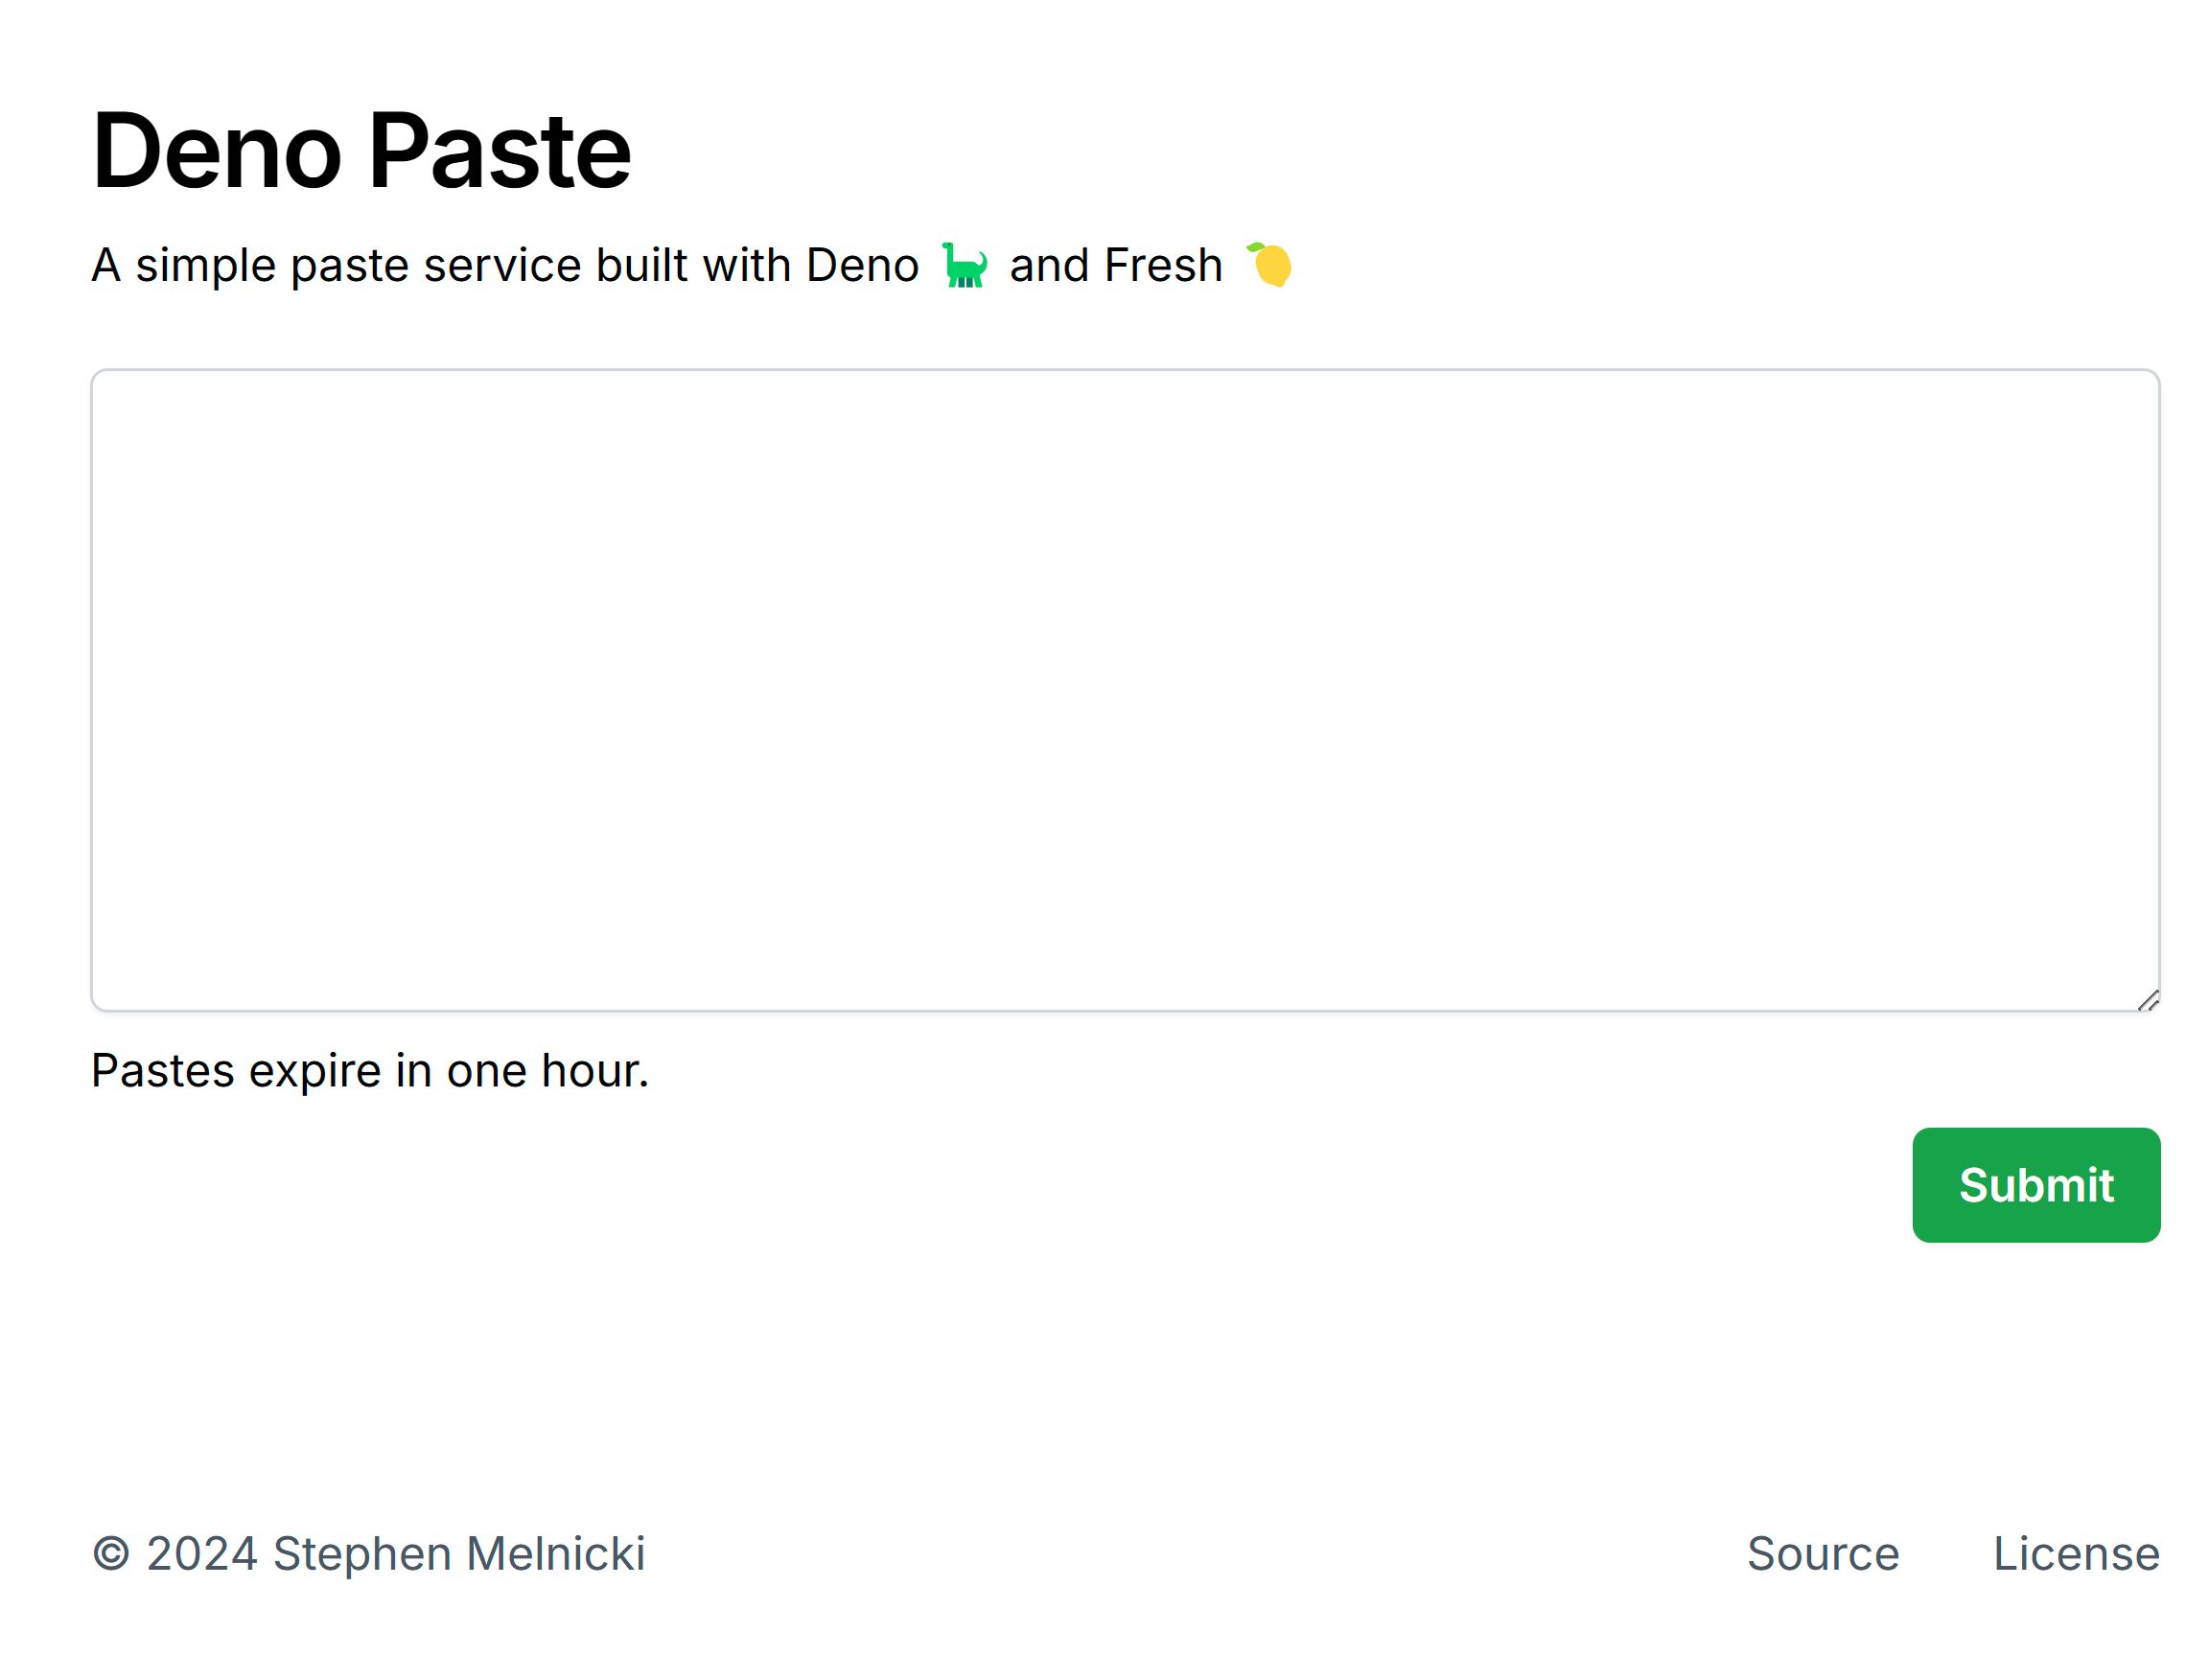 Deno Paste
A simple paste service built with Deno 🦕 and Fresh 🍋
Pastes expire in one hour.
Submit
© 2024 Stephen Melnicki
Source License